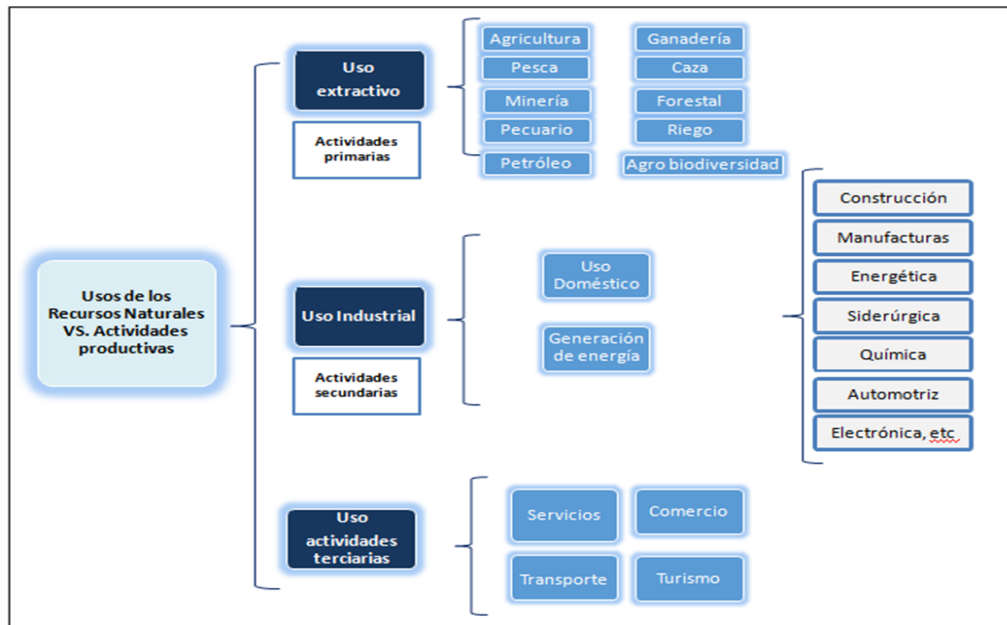 Usos de los
Recursos Naturales
VS. Actividades
productivas
Uso
extractivo
Actividades
primarias
Agricultura
Ganadería
Pesca
Caza
Minería
Forestal
Pecuario
Riego
Petróleo
Agro biodiversidad
Uso Industrial
Actividades
secundarias
Uso
Doméstico
Generación
de energía
Construcción
Manufacturas
Energética
Siderúrgica
Química
Automotriz
Electrónica, etc
Uso
actividades
terciarias
Servicios
Comercio
Transporte
Turismo